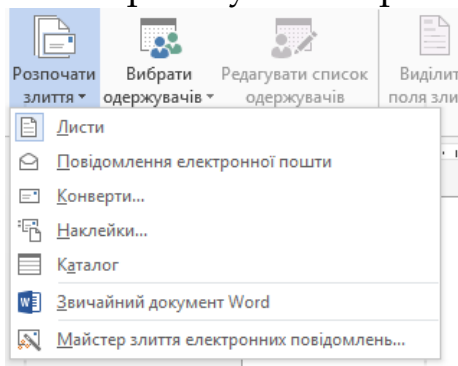 Розпочати Вибрати Редагувати список
злиття одержувачів одержувачів поля
Листи
Повідомлення електронної пошти
Конверти...
Наклейки...
Каталог
Звичайний документ Word
Майстер злиття електронних повідомлень...